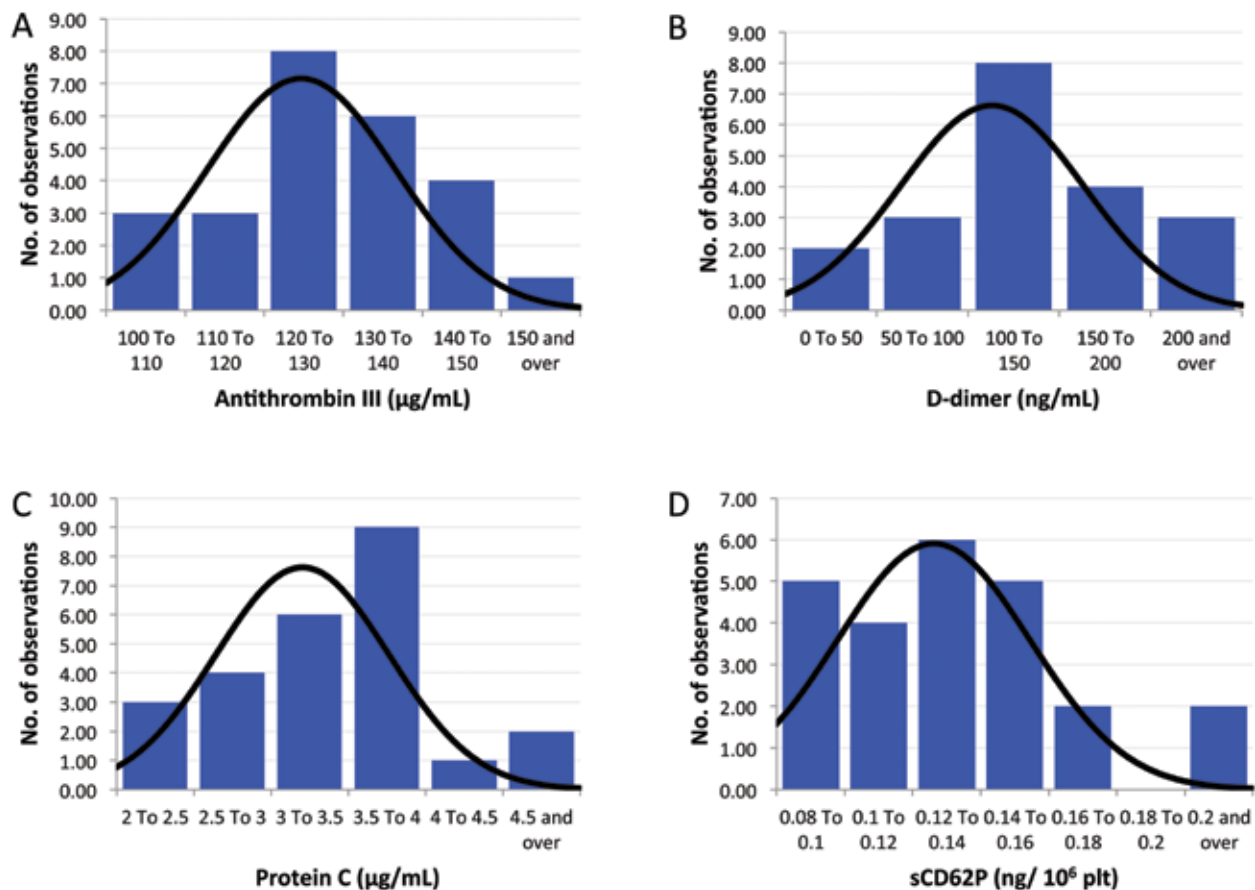 A
No. of observations
9.00
8.00
7.00
6.00
5.00
4.00
3.00
2.00
1.00
0.00
100 To 110 To 120 To 130 To 140 To 150 and
110 120 130 140 150 over
Antithrombin III (µg/mL)
B
No. of observations
9.00
8.00
7.00
6.00
5.00
4.00
3.00
2.00
1.00
0.00
0 To 50 50 To 100 100 To 150 To 200 and
150 200 over
D-dimer (ng/mL)
C
No. of observations
10.00
9.00
8.00
7.00
6.00
5.00
4.00
3.00
2.00
1.00
0.00
2 To 2.5 2.5 To 3 3 To 3.5 3.5 To 4 4 To 4.5 4.5 and
over
Protein C (µg/mL)
D
No. of observations
7.00
6.00
5.00
4.00
3.00
2.00
1.00
0.00
0.08 To 0.1 To 0.12 To 0.14 To 0.16 To 0.18 To 0.2 and
0.1 0.12 0.14 0.16 0.18 0.2 over
sCD62P (ng/ 10⁶ plt)